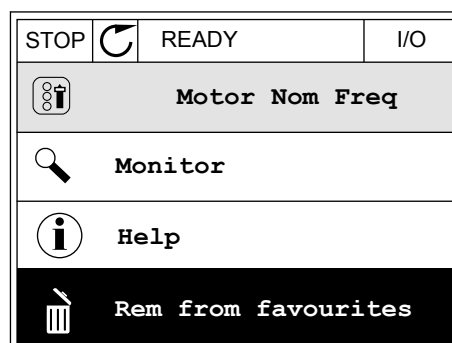 STOP READY I/O
Motor Nom Freq
Monitor
Help
Rem from favourites